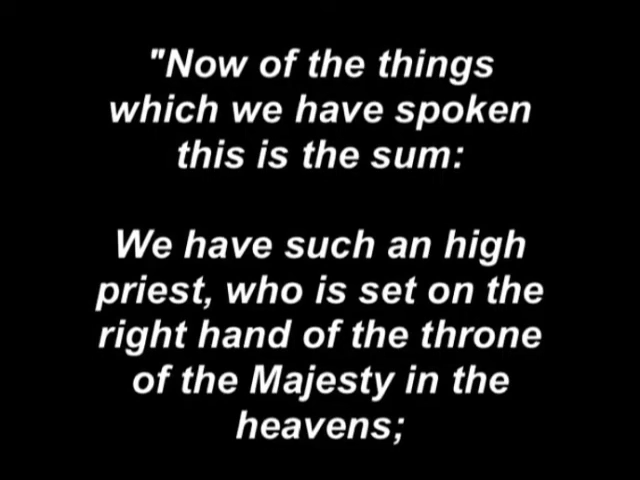 "Now of the things
which we have spoken
this is the sum:
We have such an high
priest, who is set on the
right hand of the throne
of the Majesty in the
heavens;